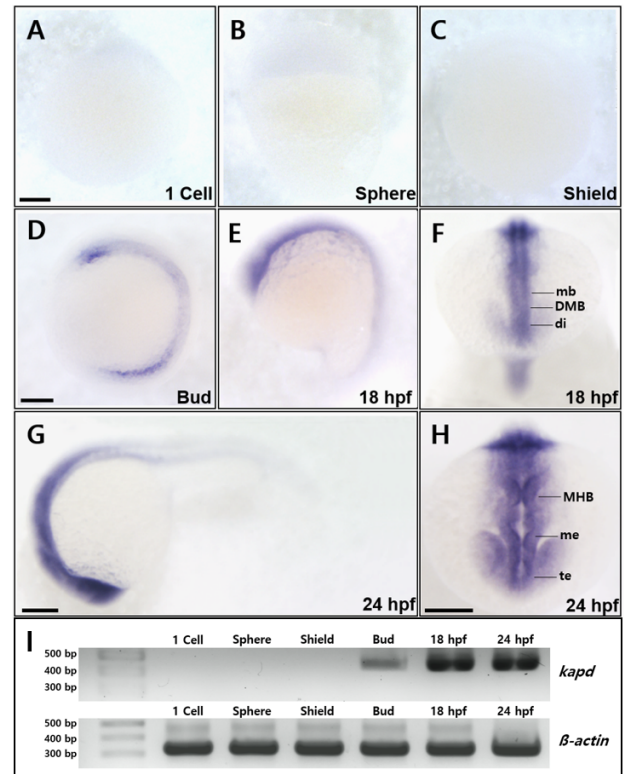 A
1 Cell
B
Sphere
C
Shield
D
Bud
E
18 hpf
F
mb
DMB
di
18 hpf
G
24 hpf
H
MHB
me
te
24 hpf
I
1 Cell Sphere Shield Bud 18 hpf 24 hpf
500 bp
400 bp
300 bp
kapd
1 Cell Sphere Shield Bud 18 hpf 24 hpf
500 bp
400 bp
300 bp
ß-actin